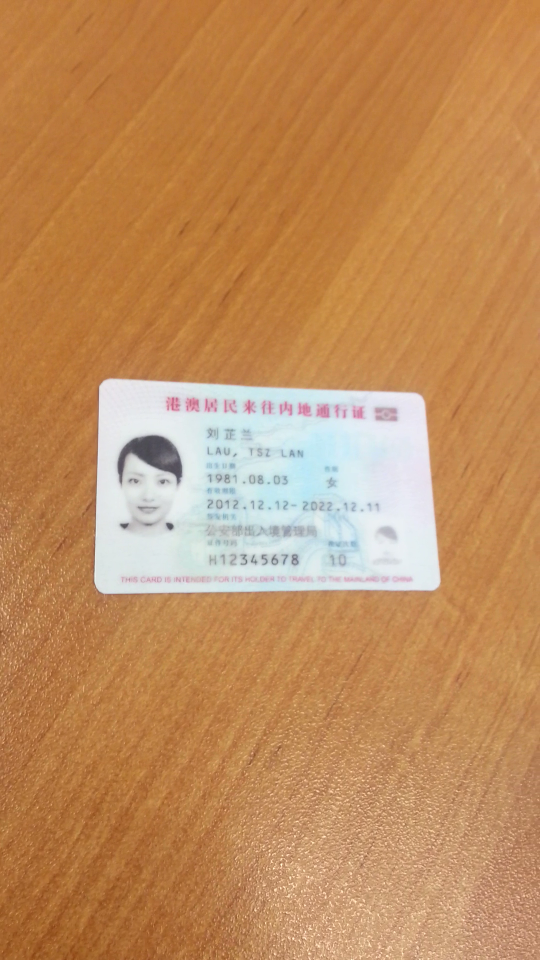 港澳居民来往内地通行证
刘芷兰
LAU, TSZ LAN
出生日期 性别
1981.08.03 女
有效期限
2012.12.12-2022.12.11
签发机关
公安部出入境管理局
证件号码 换证次数
H12345678 10
THIS CARD IS INTENDED FOR ITS HOLDER TO TRAVEL TO THE MAINLAND OF CHINA